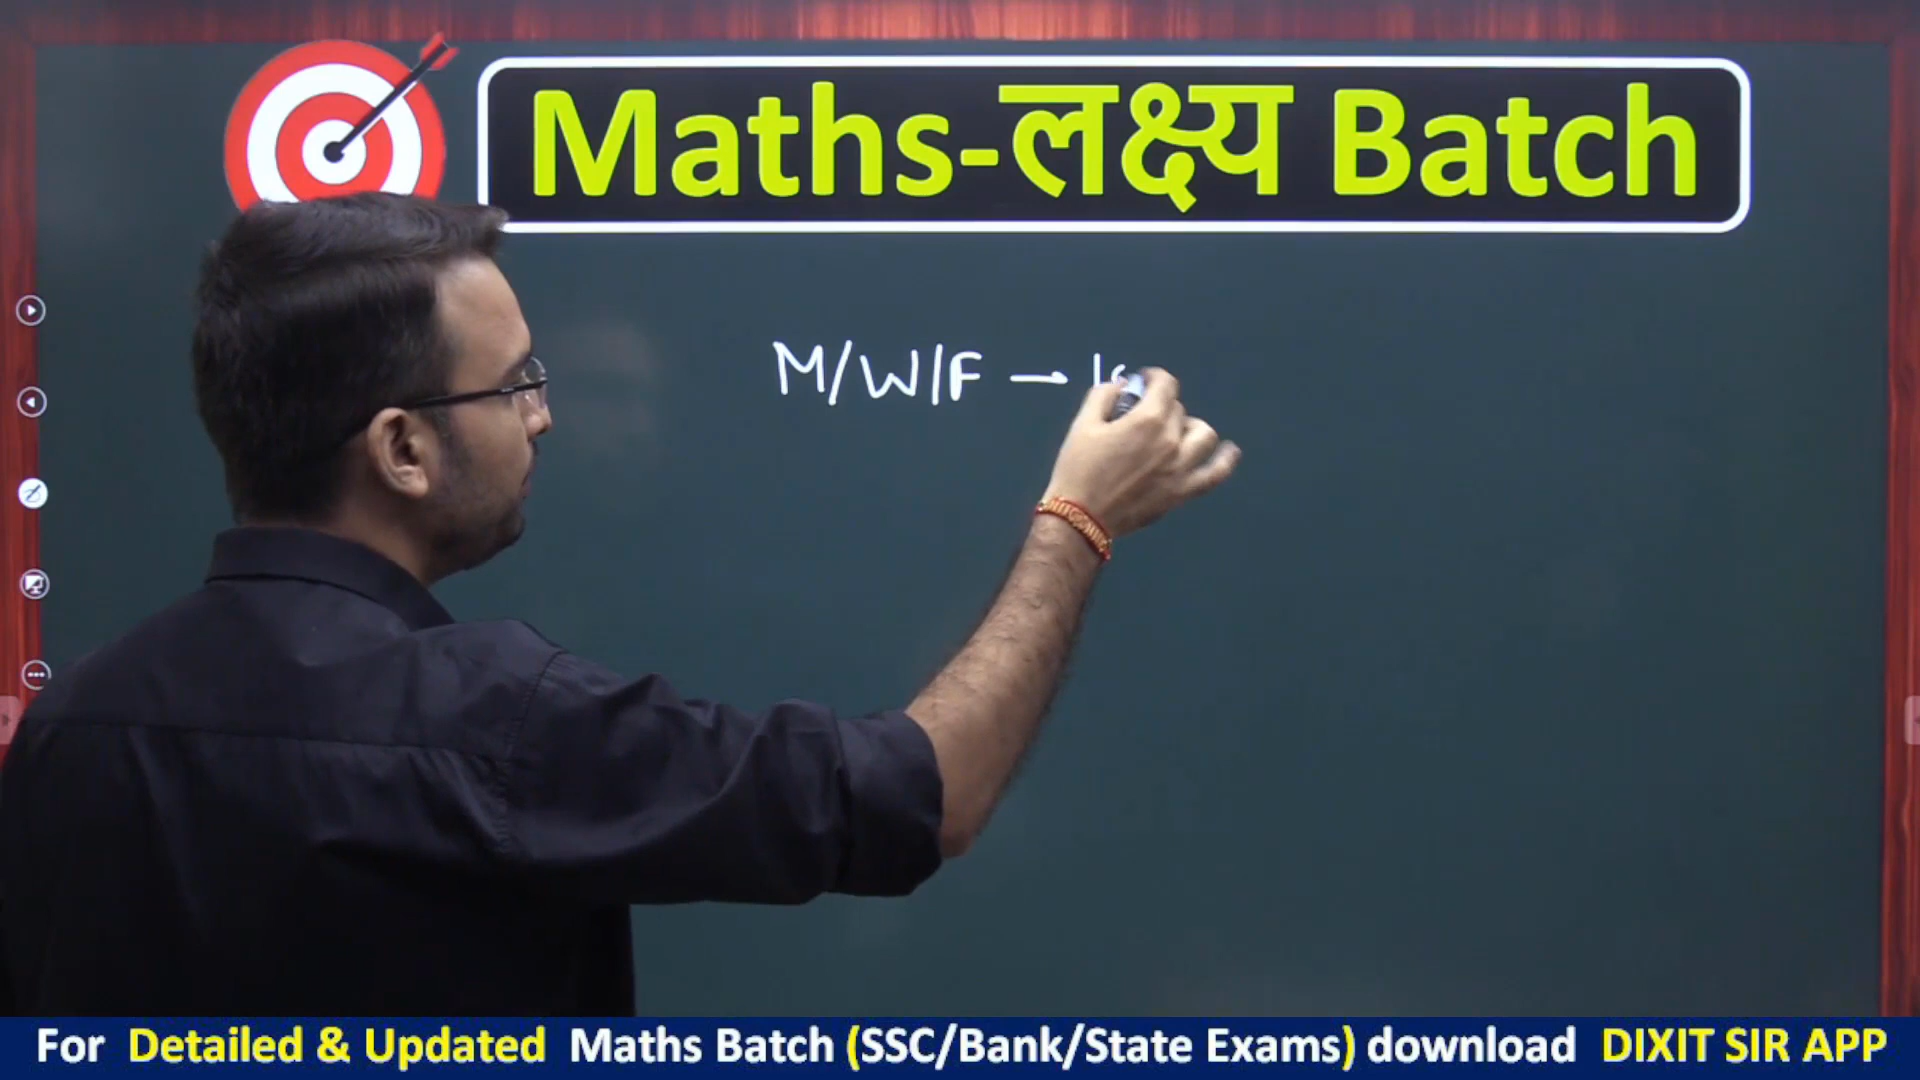 Maths-लक्ष्य Batch
M/W/F →
For Detailed & Updated Maths Batch (SSC/Bank/State Exams) download DIXIT SIR APP